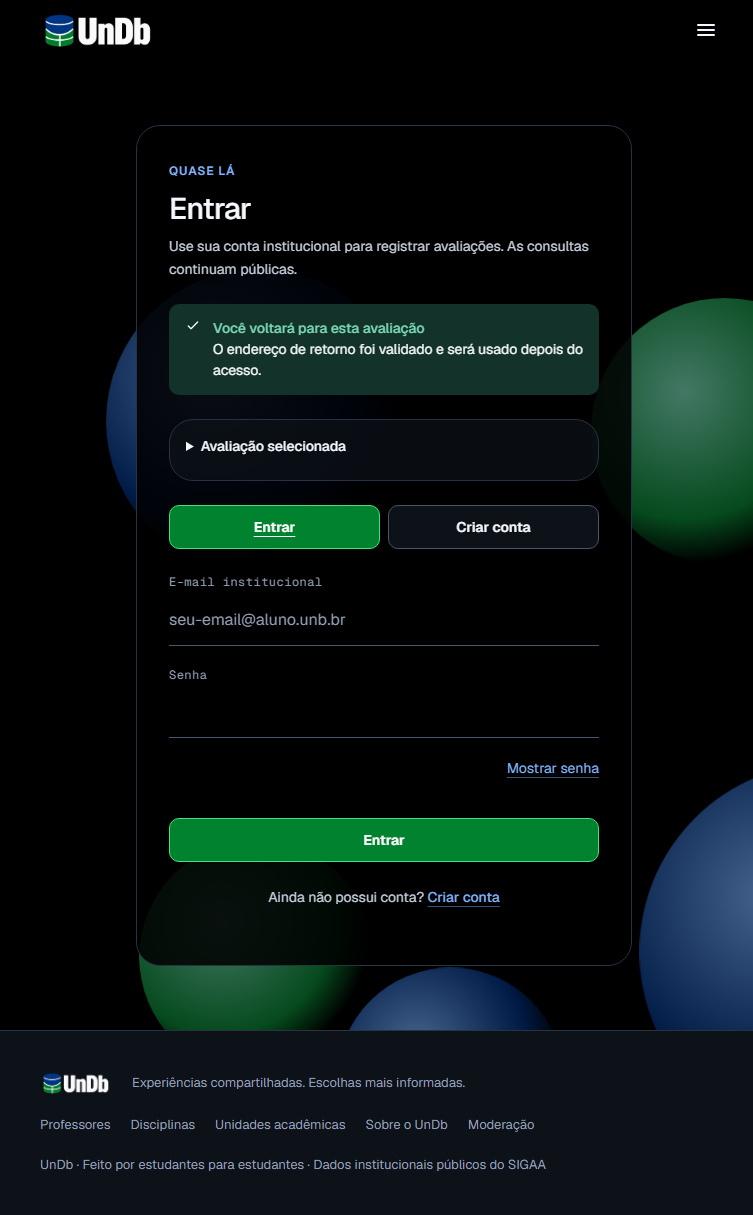 UnDb
QUASE LÁ
Entrar
Use sua conta institucional para registrar avaliações. As consultas
continuam públicas.
Você voltará para esta avaliação
O endereço de retorno foi validado e será usado depois do
acesso.
Avaliação selecionada
Entrar
Criar conta
E-mail institucional
seu-email@aluno.unb.br
Senha
Mostrar senha
Entrar
Ainda não possui conta? Criar conta
UnDb
Experiências compartilhadas. Escolhas mais informadas.
Professores Disciplinas Unidades acadêmicas Sobre o UnDb Moderação
UnDb · Feito por estudantes para estudantes · Dados institucionais públicos do SIGAA